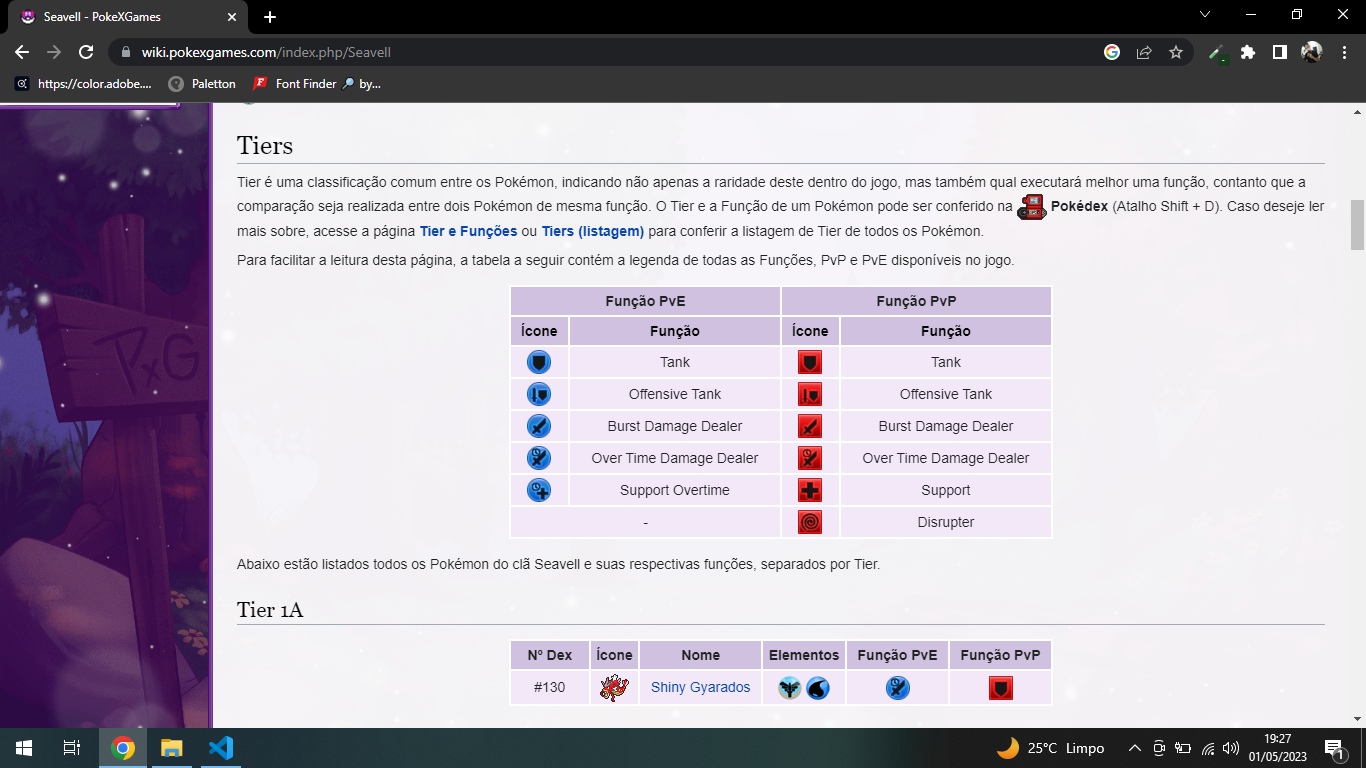 Seavell - PokeXGames
wiki.pokexgames.com/index.php/Seavell
https://color.adobe....
Paletton
Font Finder 🔎 by...
PxG
Tiers
Tier é uma classificação comum entre os Pokémon, indicando não apenas a raridade deste dentro do jogo, mas também qual executará melhor uma função, contanto que a
comparação seja realizada entre dois Pokémon de mesma função. O Tier e a Função de um Pokémon pode ser conferido na Pokédex (Atalho Shift + D). Caso deseje ler
mais sobre, acesse a página Tier e Funções ou Tiers (listagem) para conferir a listagem de Tier de todos os Pokémon.
Para facilitar a leitura desta página, a tabela a seguir contém a legenda de todas as Funções, PvP e PvE disponíveis no jogo.
Função PvE Função PvP
Ícone Função Ícone Função
Tank Tank
Offensive Tank Offensive Tank
Burst Damage Dealer Burst Damage Dealer
Over Time Damage Dealer Over Time Damage Dealer
Support Overtime Support
- Disrupter
Abaixo estão listados todos os Pokémon do clã Seavell e suas respectivas funções, separados por Tier.
Tier 1A
Nº Dex Ícone Nome Elementos Função PvE Função PvP
#130 Shiny Gyarados
25°C Limpo
19:27
01/05/2023
1